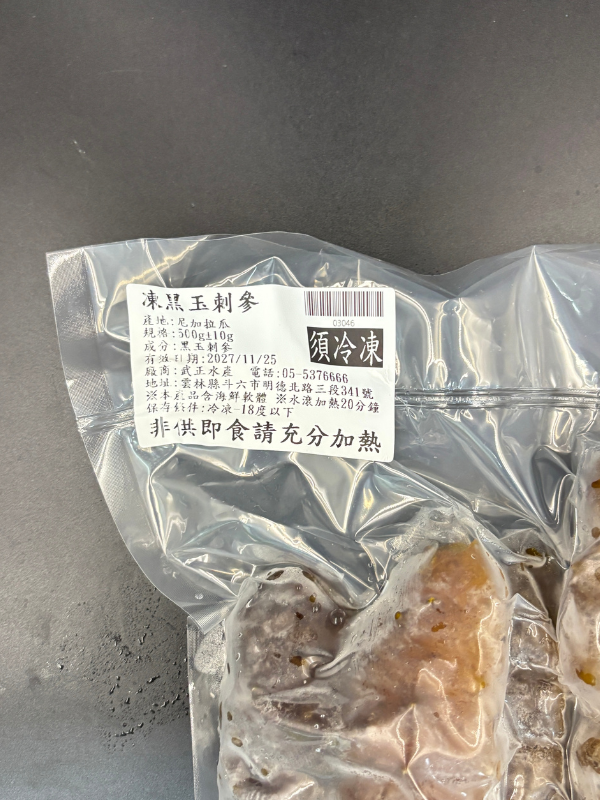 凍黑玉刺參
03046
須冷凍
產地:尼加拉瓜
規格:500g±10g
成分:黑玉刺參
有效日期:2027/11/25
廠商:武正水產 電話:05-5376666
地址:雲林縣斗六市明德北路三段341號
※本產品含海鮮軟體 ※水滾加熱20分鐘
保存條件:冷凍-18度以下
非供即食請充分加熱